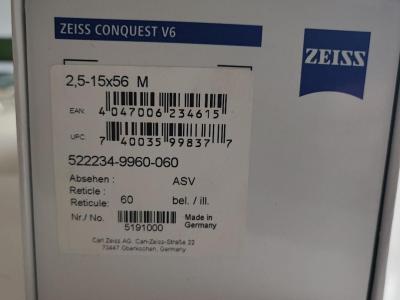 ZEISS CONQUEST V6
ZEISS
2,5-15x56 M
EAN: 4 047006 234615
UPC: 7 40035 99837 7
522234-9960-060
Absehen : ASV
Reticle :
Reticule: 60 bel. / ill.
Nr./ No. 5191000 Made in Germany
Carl Zeiss AG, Carl-Zeiss-Straße 22
73447 Oberkochen, Germany